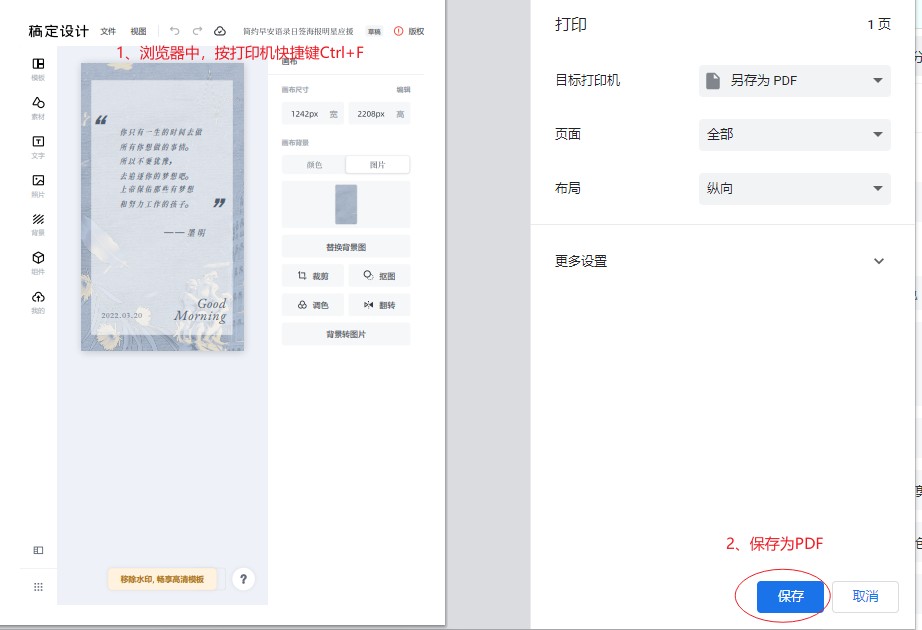 稿定设计 文件 视图 简约早安语录日签海报明星应援 草稿 版权
1、浏览器中，按打印机快捷键Ctrl+F
画布
模板
素材
文字
照片
背景
组件
我的
“
你只有一生的时间去做
所有你想做的事情。
所以不要犹豫，
去追逐你的梦想吧。
上帝保佑那些有梦想
和努力工作的孩子。
”
——墨明
2022.03.20
Good
Morning
画布尺寸 编辑
1242px 宽 2208px 高
画布背景
颜色 图片
替换背景图
裁剪 抠图
调色 翻转
背景转图片
移除水印, 畅享高清模板
?
打印 1 页
目标打印机 另存为 PDF
页面 全部
布局 纵向
更多设置
2、保存为PDF
保存 取消